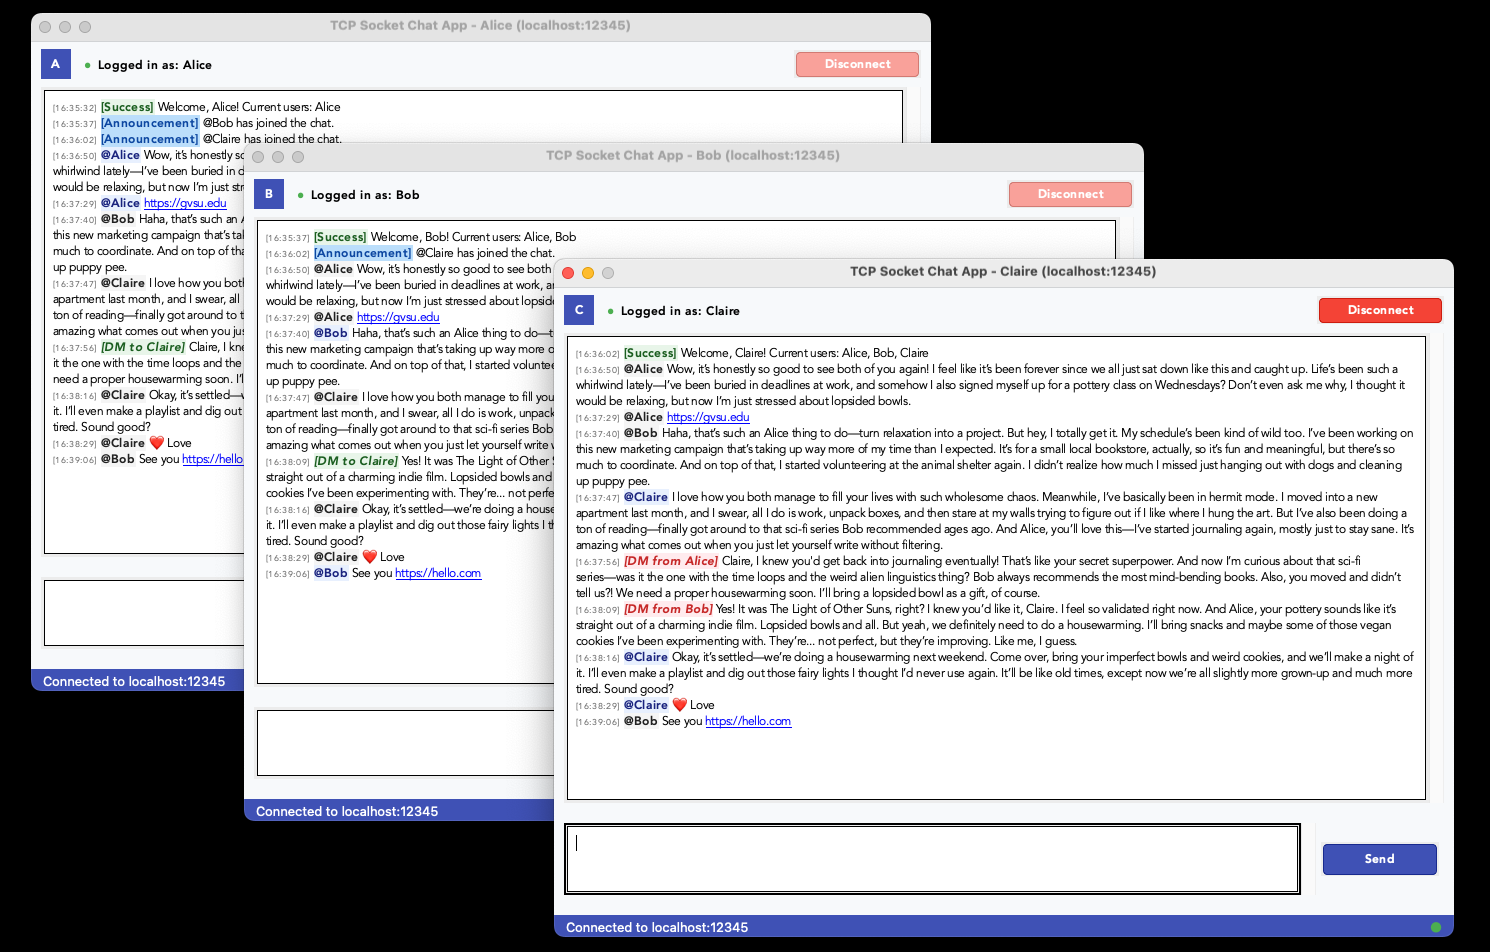 TCP Socket Chat App - Alice (localhost:12345)
A
Logged in as: Alice
Disconnect
[16:35:32] [Success] Welcome, Alice! Current users: Alice
[16:35:37] [Announcement] @Bob has joined the chat.
[16:36:02] [Announcement] @Claire has joined the chat.
[16:36:50] @Alice Wow, it's honestly so
whirlwind lately—I've been buried in d
would be relaxing, but now I'm just str
[16:37:29] @Alice https://gvsu.edu
[16:37:40] @Bob Haha, that's such an A
this new marketing campaign that's tak
much to coordinate. And on top of tha
up puppy pee.
[16:37:47] @Claire I love how you bot
apartment last month, and I swear, all
ton of reading—finally got around to t
amazing what comes out when you jus
[16:37:56] [DM to Claire] Claire, I kne
it the one with the time loops and the
need a proper housewarming soon. I'l
[16:38:16] @Claire Okay, it's settled—w
it. I'll even make a playlist and dig out
tired. Sound good?
[16:38:29] @Claire ❤️ Love
[16:39:06] @Bob See you https://hello
Connected to localhost:12345
TCP Socket Chat App - Bob (localhost:12345)
B
Logged in as: Bob
Disconnect
[16:35:37] [Success] Welcome, Bob! Current users: Alice, Bob
[16:36:02] [Announcement] @Claire has joined the chat.
[16:36:50] @Alice Wow, it's honestly so good to see both
whirlwind lately—I've been buried in deadlines at work, an
would be relaxing, but now I'm just stressed about lopside
[16:37:29] @Alice https://gvsu.edu
[16:37:40] @Bob Haha, that's such an Alice thing to do—t
this new marketing campaign that's taking up way more o
much to coordinate. And on top of that, I started voluntee
up puppy pee.
[16:37:47] @Claire I love how you both manage to fill you
apartment last month, and I swear, all I do is work, unpack
ton of reading—finally got around to that sci-fi series Bob
amazing what comes out when you just let yourself write w
[16:38:09] [DM to Claire] Yes! It was The Light of Other S
straight out of a charming indie film. Lopsided bowls and
cookies I've been experimenting with. They're... not perfe
[16:38:16] @Claire Okay, it's settled—we're doing a house
it. I'll even make a playlist and dig out those fairy lights I th
tired. Sound good?
[16:38:29] @Claire ❤️ Love
[16:39:06] @Bob See you https://hello.com
Connected to localhost:12345
TCP Socket Chat App - Claire (localhost:12345)
C
Logged in as: Claire
Disconnect
[16:36:02] [Success] Welcome, Claire! Current users: Alice, Bob, Claire
[16:36:50] @Alice Wow, it's honestly so good to see both of you again! I feel like it's been forever since we all just sat down like this and caught up. Life's been such a
whirlwind lately—I've been buried in deadlines at work, and somehow I also signed myself up for a pottery class on Wednesdays? Don't even ask me why, I thought it
would be relaxing, but now I'm just stressed about lopsided bowls.
[16:37:29] @Alice https://gvsu.edu
[16:37:40] @Bob Haha, that's such an Alice thing to do—turn relaxation into a project. But hey, I totally get it. My schedule's been kind of wild too. I've been working on
this new marketing campaign that's taking up way more of my time than I expected. It's for a small local bookstore, actually, so it's fun and meaningful, but there's so
much to coordinate. And on top of that, I started volunteering at the animal shelter again. I didn't realize how much I missed just hanging out with dogs and cleaning
up puppy pee.
[16:37:47] @Claire I love how you both manage to fill your lives with such wholesome chaos. Meanwhile, I've basically been in hermit mode. I moved into a new
apartment last month, and I swear, all I do is work, unpack boxes, and then stare at my walls trying to figure out if I like where I hung the art. But I've also been doing a
ton of reading—finally got around to that sci-fi series Bob recommended ages ago. And Alice, you'll love this—I've started journaling again, mostly just to stay sane. It's
amazing what comes out when you just let yourself write without filtering.
[16:37:56] [DM from Alice] Claire, I knew you'd get back into journaling eventually! That's like your secret superpower. And now I'm curious about that sci-fi
series—was it the one with the time loops and the weird alien linguistics thing? Bob always recommends the most mind-bending books. Also, you moved and didn't
tell us?! We need a proper housewarming soon. I'll bring a lopsided bowl as a gift, of course.
[16:38:09] [DM from Bob] Yes! It was The Light of Other Suns, right? I knew you'd like it, Claire. I feel so validated right now. And Alice, your pottery sounds like it's
straight out of a charming indie film. Lopsided bowls and all. But yeah, we definitely need to do a housewarming. I'll bring snacks and maybe some of those vegan
cookies I've been experimenting with. They're... not perfect, but they're improving. Like me, I guess.
[16:38:16] @Claire Okay, it's settled—we're doing a housewarming next weekend. Come over, bring your imperfect bowls and weird cookies, and we'll make a night of
it. I'll even make a playlist and dig out those fairy lights I thought I'd never use again. It'll be like old times, except now we're all slightly more grown-up and much more
tired. Sound good?
[16:38:29] @Claire ❤️ Love
[16:39:06] @Bob See you https://hello.com
Send
Connected to localhost:12345